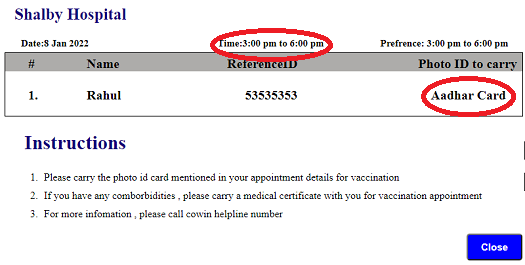 Shalby Hospital
Date:8 Jan 2022 Time:3:00 pm to 6:00 pm Prefrence: 3:00 pm to 6:00 pm
# Name ReferenceID Photo ID to carry
1. Rahul 53535353 Aadhar Card
Instructions
1. Please carry the photo id card mentioned in your appointment details for vaccination
2. If you have any comborbidities , please carry a medical certificate with you for vaccination appointment
3. For more infomation , please call cowin helpline number
Close